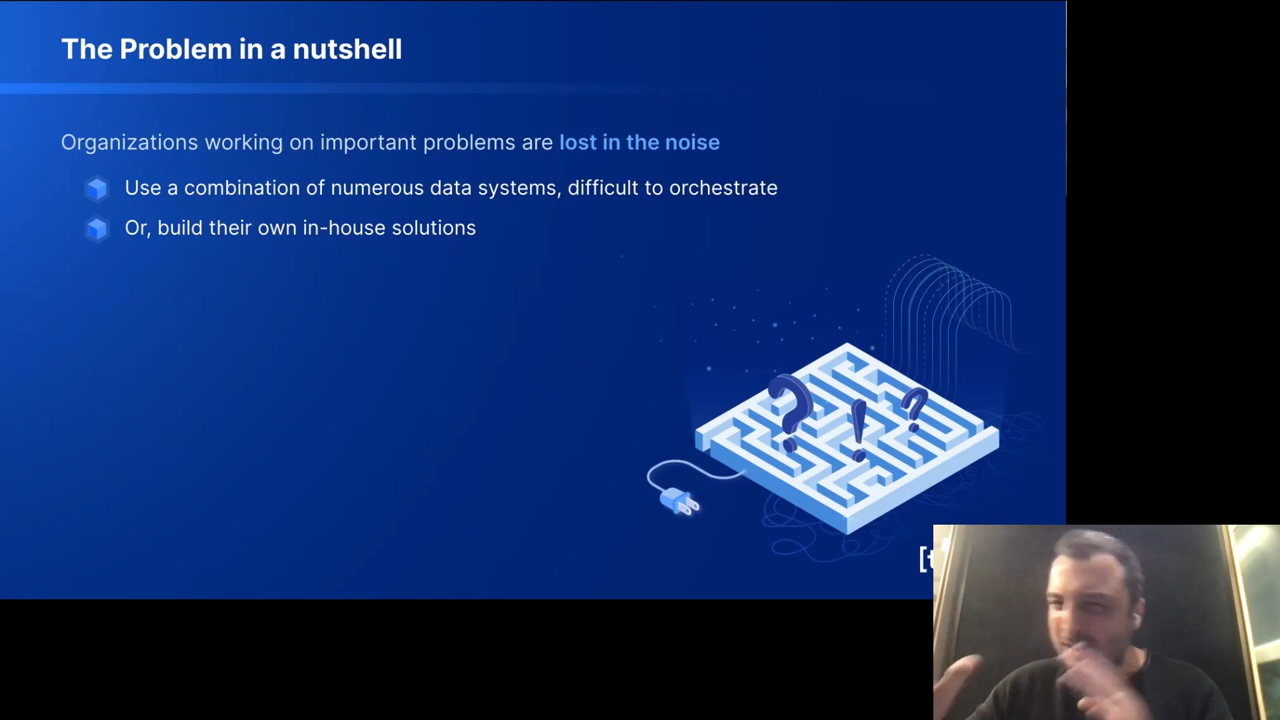 The Problem in a nutshell
Organizations working on important problems are lost in the noise
Use a combination of numerous data systems, difficult to orchestrate
Or, build their own in-house solutions